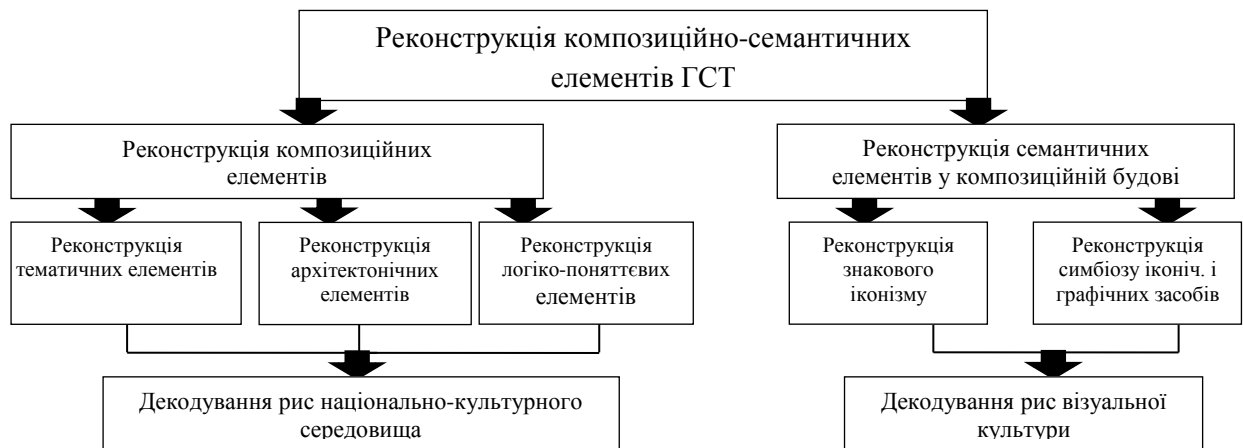 Реконструкція композиційно-семантичних
елементів ГСТ
Реконструкція композиційних
елементів
Реконструкція семантичних
елементів у композиційній будові
Реконструкція
тематичних елементів
Реконструкція
архітектонічних
елементів
Реконструкція
логіко-поняттєвих
елементів
Реконструкція
знакового
іконізму
Реконструкція
симбіозу іконіч. і
графічних засобів
Декодування рис національно-культурного
середовища
Декодування рис візуальної
культури